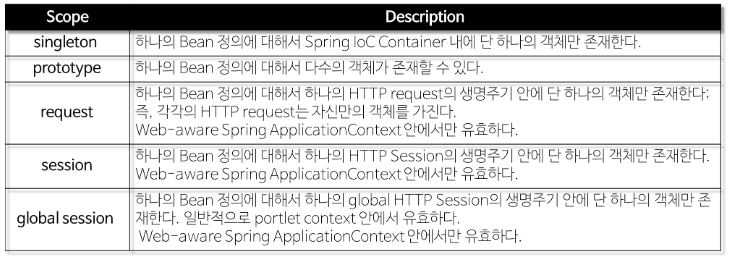 Scope Description
singleton 하나의 Bean 정의에 대해서 Spring IoC Container 내에 단 하나의 객체만 존재한다.
prototype 하나의 Bean 정의에 대해서 다수의 객체가 존재할 수 있다.
request 하나의 Bean 정의에 대해서 하나의 HTTP request의 생명주기 안에 단 하나의 객체만 존재한다;
즉, 각각의 HTTP request는 자신만의 객체를 가진다.
Web-aware Spring ApplicationContext 안에서만 유효하다.
session 하나의 Bean 정의에 대해서 하나의 HTTP Session의 생명주기 안에 단 하나의 객체만 존재한다.
Web-aware Spring ApplicationContext 안에서만 유효하다.
global session 하나의 Bean 정의에 대해서 하나의 global HTTP Session의 생명주기 안에 단 하나의 객체만 존
재한다. 일반적으로 portlet context 안에서 유효하다.
Web-aware Spring ApplicationContext 안에서만 유효하다.